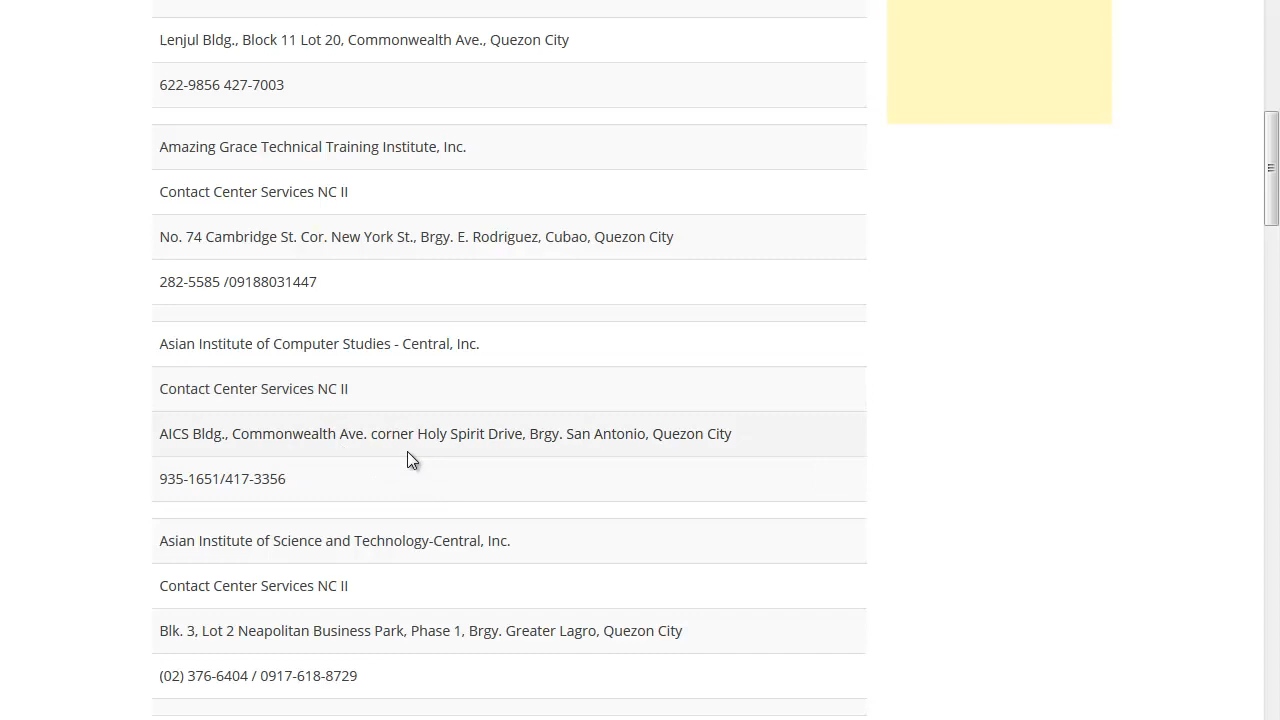 Lenjul Bldg., Block 11 Lot 20, Commonwealth Ave., Quezon City
622-9856 427-7003
Amazing Grace Technical Training Institute, Inc.
Contact Center Services NC II
No. 74 Cambridge St. Cor. New York St., Brgy. E. Rodriguez, Cubao, Quezon City
282-5585 /09188031447
Asian Institute of Computer Studies - Central, Inc.
Contact Center Services NC II
AICS Bldg., Commonwealth Ave. corner Holy Spirit Drive, Brgy. San Antonio, Quezon City
935-1651/417-3356
Asian Institute of Science and Technology-Central, Inc.
Contact Center Services NC II
Blk. 3, Lot 2 Neapolitan Business Park, Phase 1, Brgy. Greater Lagro, Quezon City
(02) 376-6404 / 0917-618-8729